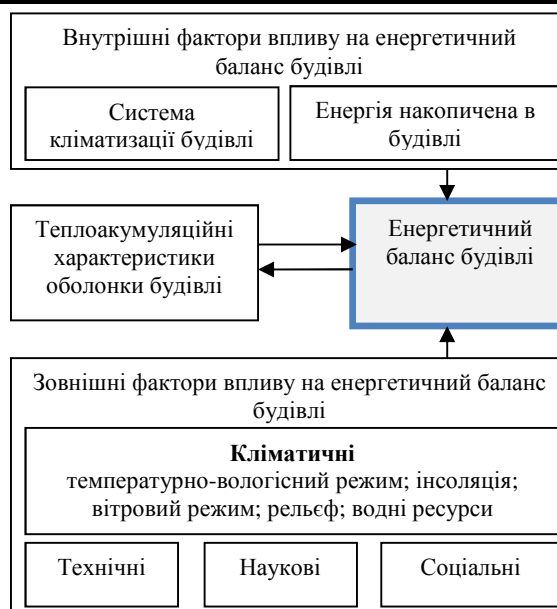 Внутрішні фактори впливу на енергетичний
баланс будівлі
Система
кліматизації будівлі
Енергія накопичена в
будівлі
Теплоакумуляційні
характеристики
оболонки будівлі
Енергетичний
баланс будівлі
Зовнішні фактори впливу на енергетичний баланс
будівлі
Кліматичні
температурно-вологісний режим; інсоляція;
вітровий режим; рельєф; водні ресурси
Технічні
Наукові
Соціальні